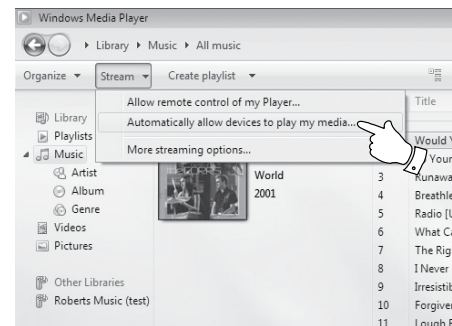 Windows Media Player
Library Music All music
Organize Stream Create playlist
Allow remote control of my Player...
Automatically allow devices to play my media...
More streaming options...
Library
Playlists
Music
Artist
Album
Genre
Videos
Pictures
Other Libraries
Roberts Music (test)
World
2001
Title
Would
Your
3 Runawa
4 Breathle
5 Radio [U
6 What Ca
7 The Rig
8 I Never
9 Irresistib
10 Forgiver
11 Lough E